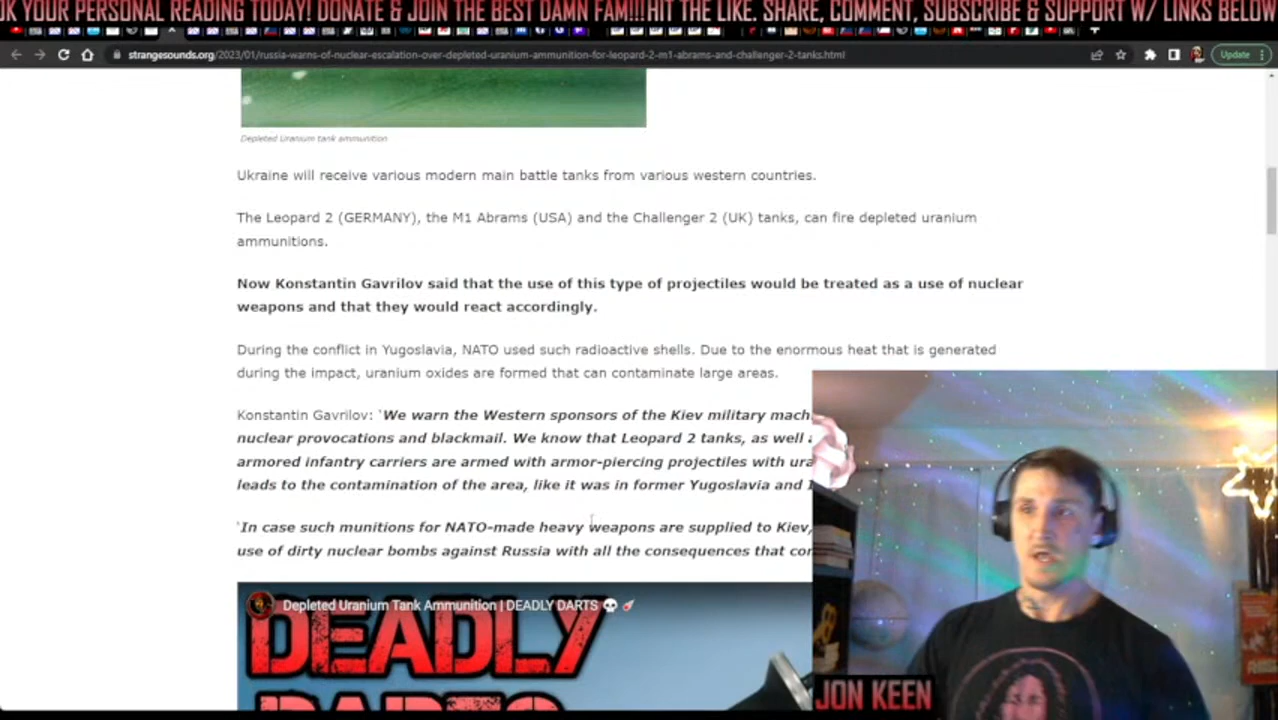 OK YOUR PERSONAL READING TODAY! DONATE & JOIN THE BEST DAMN FAM!!! HIT THE LIKE. SHARE, COMMENT, SUBSCRIBE & SUPPORT W/ LINKS BELOW
strangesounds.org/2023/01/russia-warns-of-nuclear-escalation-over-depleted-uranium-ammunition-for-leopard-2-m1-abrams-and-challenger-2-tanks.html
Update
Depleted Uranium tank ammunition
Ukraine will receive various modern main battle tanks from various western countries.
The Leopard 2 (GERMANY), the M1 Abrams (USA) and the Challenger 2 (UK) tanks, can fire depleted uranium
ammunitions.
Now Konstantin Gavrilov said that the use of this type of projectiles would be treated as a use of nuclear
weapons and that they would react accordingly.
During the conflict in Yugoslavia, NATO used such radioactive shells. Due to the enormous heat that is generated
during the impact, uranium oxides are formed that can contaminate large areas.
Konstantin Gavrilov: 'We warn the Western sponsors of the Kiev military mach
nuclear provocations and blackmail. We know that Leopard 2 tanks, as well
armored infantry carriers are armed with armor-piercing projectiles with ura
leads to the contamination of the area, like it was in former Yugoslavia and
'In case such munitions for NATO-made heavy weapons are supplied to Kiev,
use of dirty nuclear bombs against Russia with all the consequences that
Depleted Uranium Tank Ammunition | DEADLY DARTS 💀 🚀
DEADLY
DARTS
JON KEEN